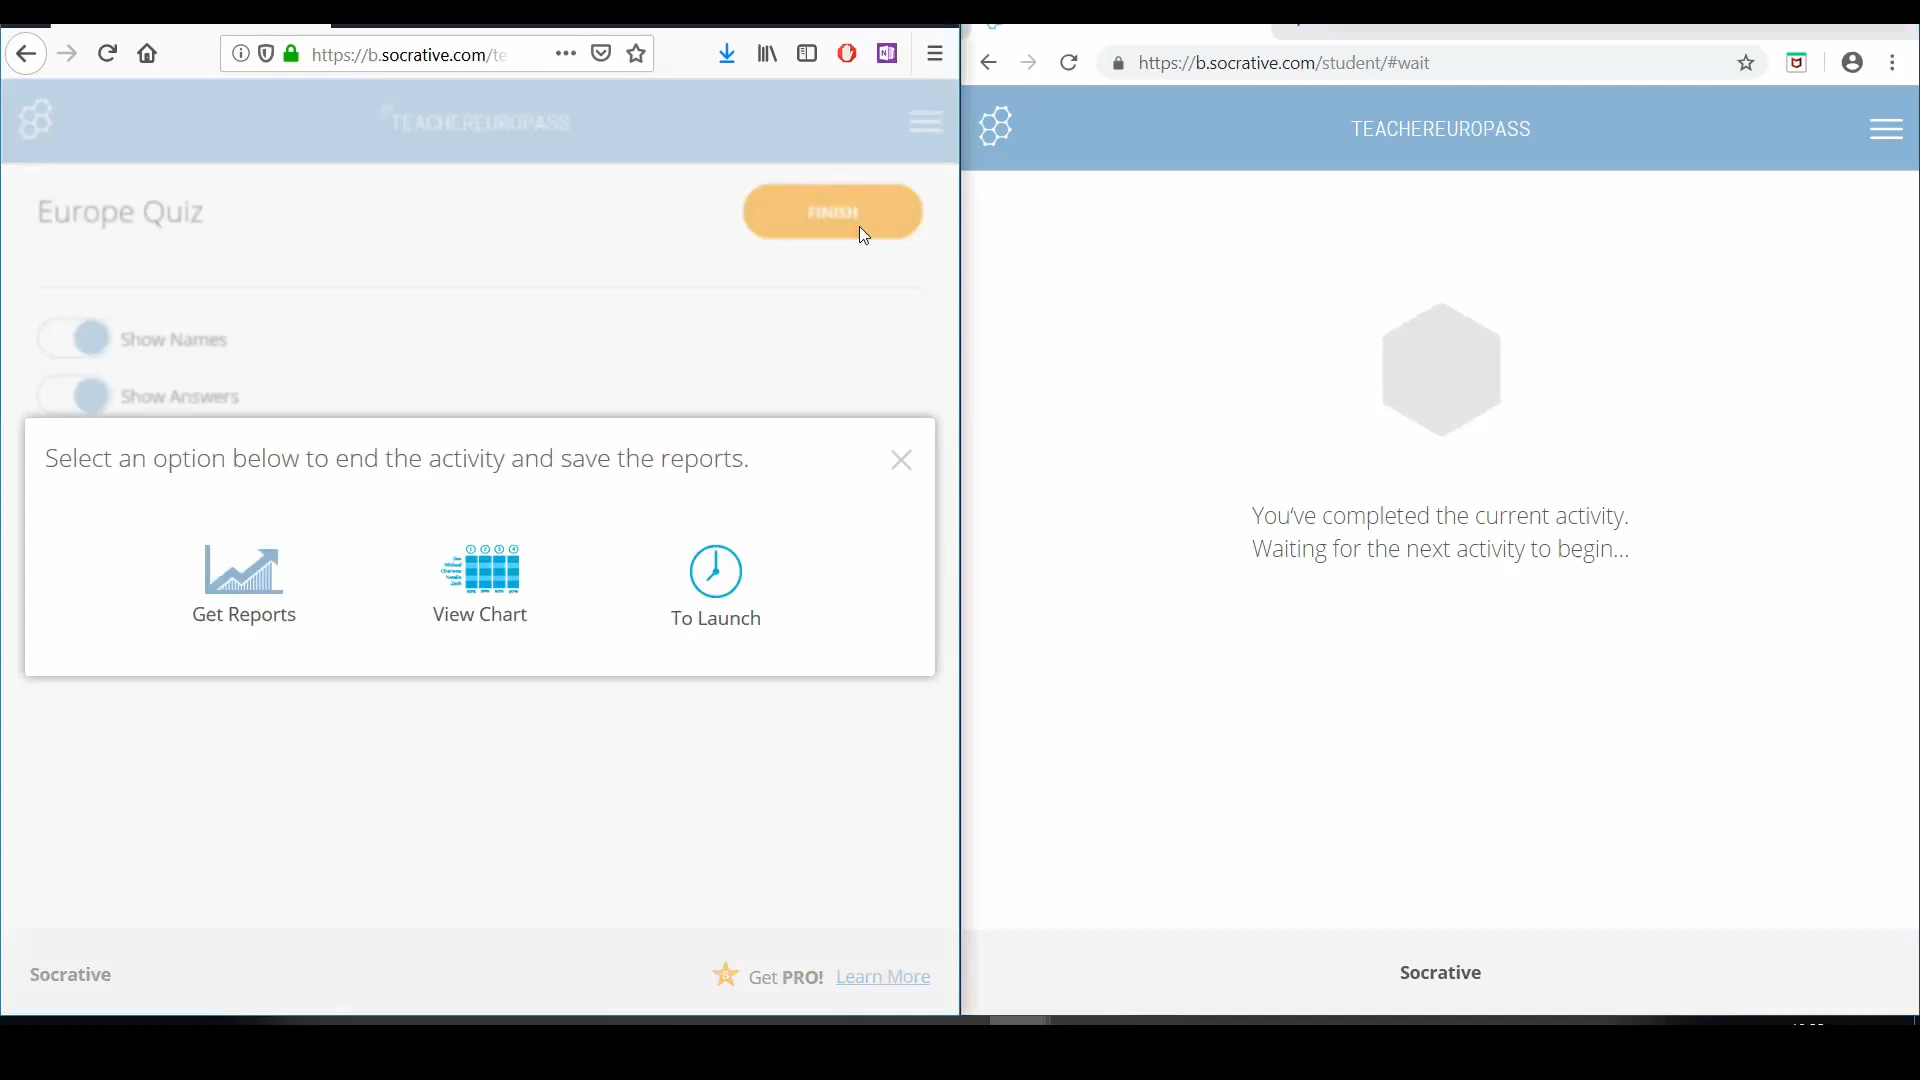 https://b.socrative.com/te
TEACHEREUROPASS
Europe Quiz
FINISH
Show Names
Show Answers
Select an option below to end the activity and save the reports.
Get Reports
View Chart
To Launch
Socrative
Get PRO! Learn More
https://b.socrative.com/student/#wait
TEACHEREUROPASS
You've completed the current activity.
Waiting for the next activity to begin...
Socrative